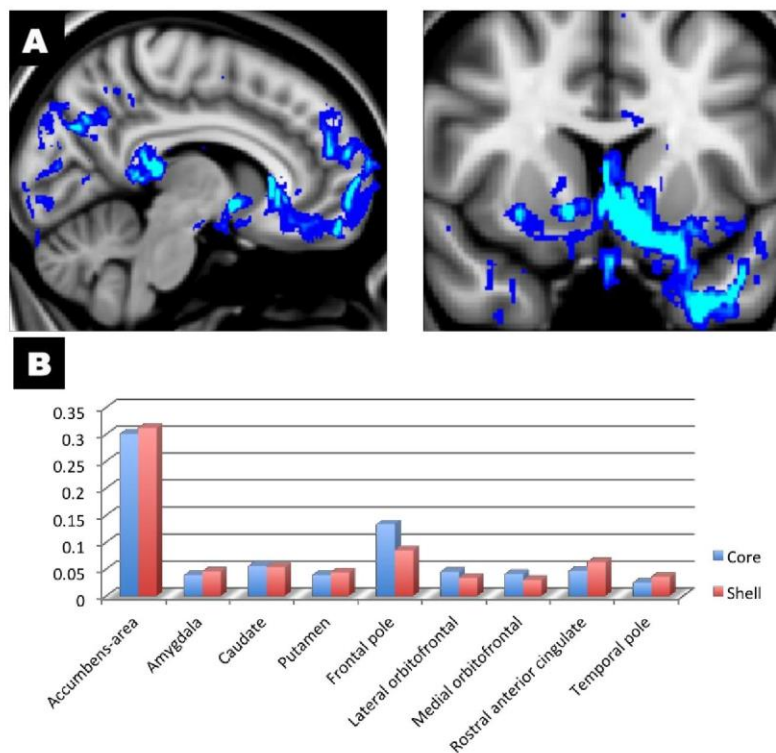 A
B
0.35
0.3
0.25
0.2
0.15
0.1
0.05
0
Accumbens-area
Amygdala
Caudate
Putamen
Frontal pole
Lateral orbitofrontal
Medial orbitofrontal
Rostral anterior cingulate
Temporal pole
Core
Shell